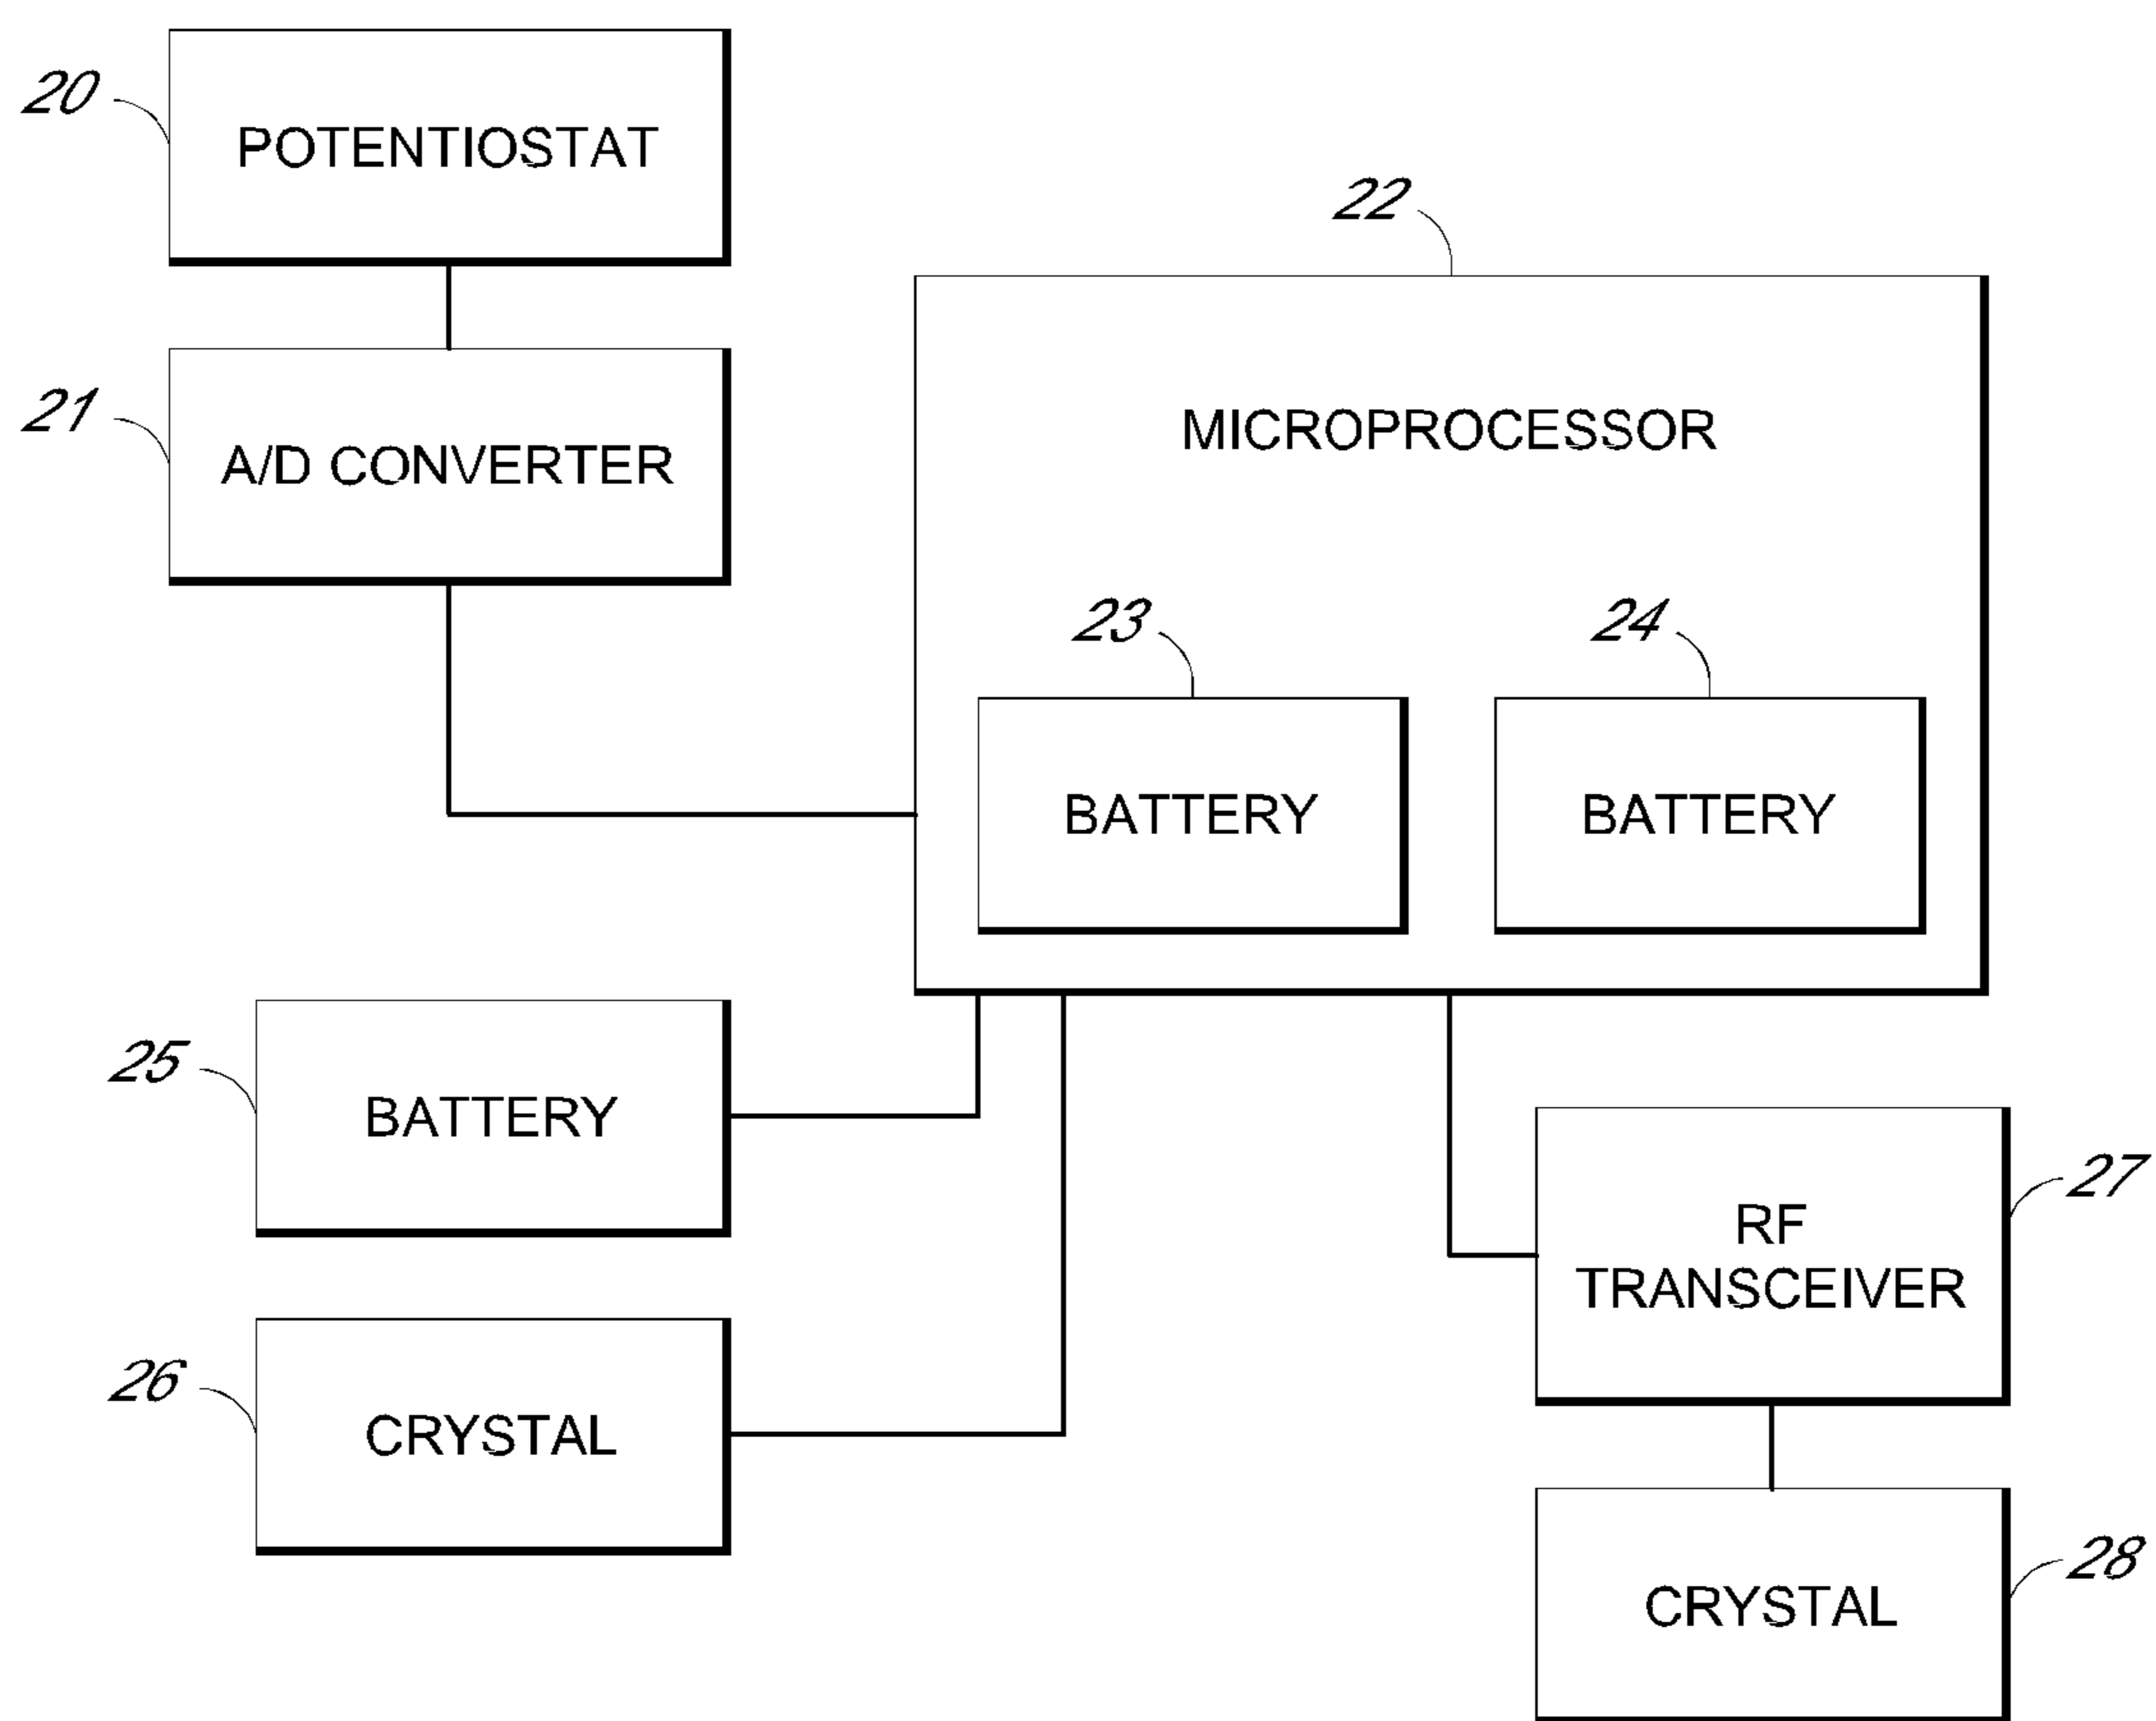 20
POTENTIOSTAT
22
21
A/D CONVERTER
MICROPROCESSOR
23
24
BATTERY
BATTERY
25
BATTERY
27
RF
TRANSCEIVER
26
CRYSTAL
28
CRYSTAL